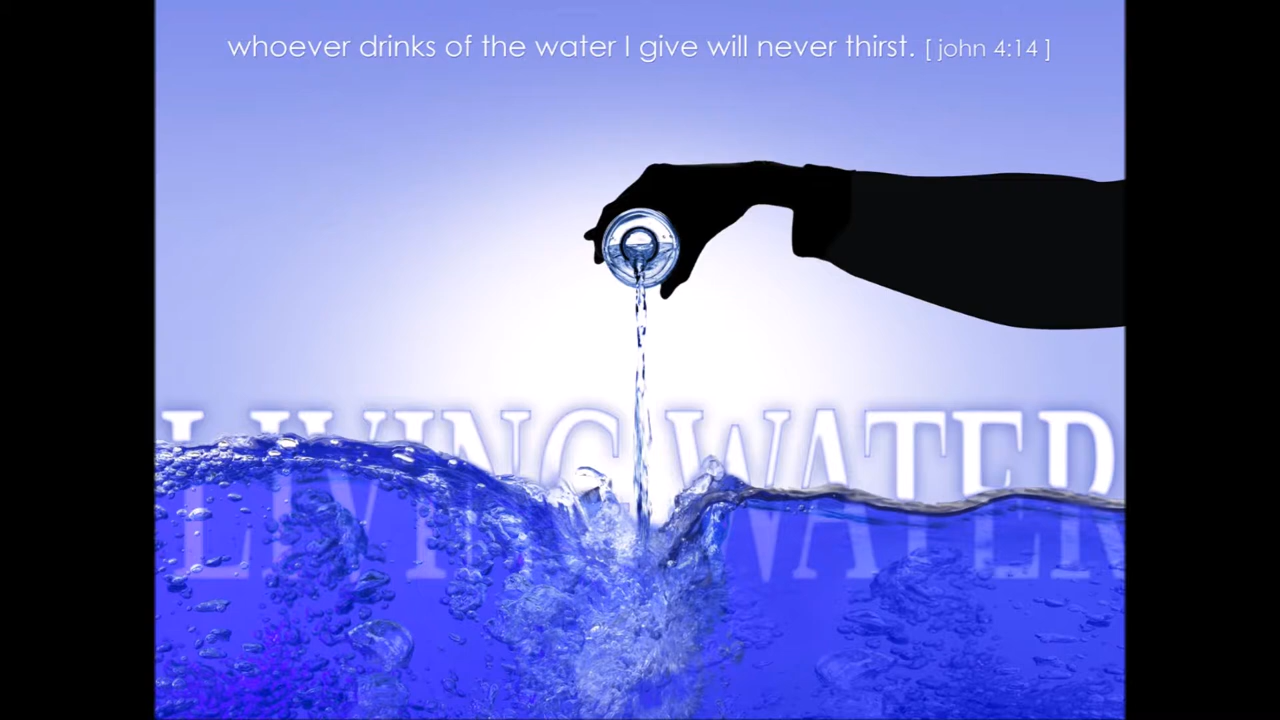 whoever drinks of the water I give will never thirst. [ john 4:14 ]
LIVING WATER